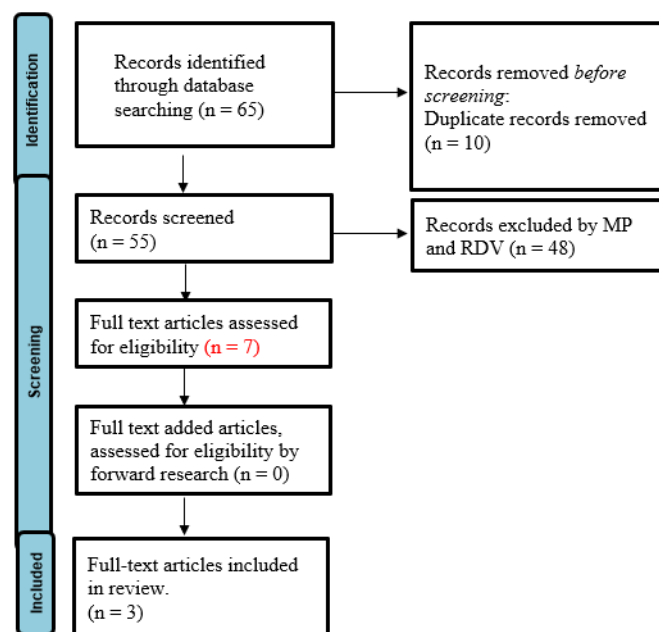 Identification
Records identified
through database
searching (n = 65)
Records removed before
screening:
Duplicate records removed
(n = 10)
Screening
Records screened
(n = 55)
Records excluded by MP
and RDV (n = 48)
Full text articles assessed
for eligibility (n = 7)
Full text added articles,
assessed for eligibility by
forward research (n = 0)
Included
Full-text articles included
in review.
(n = 3)